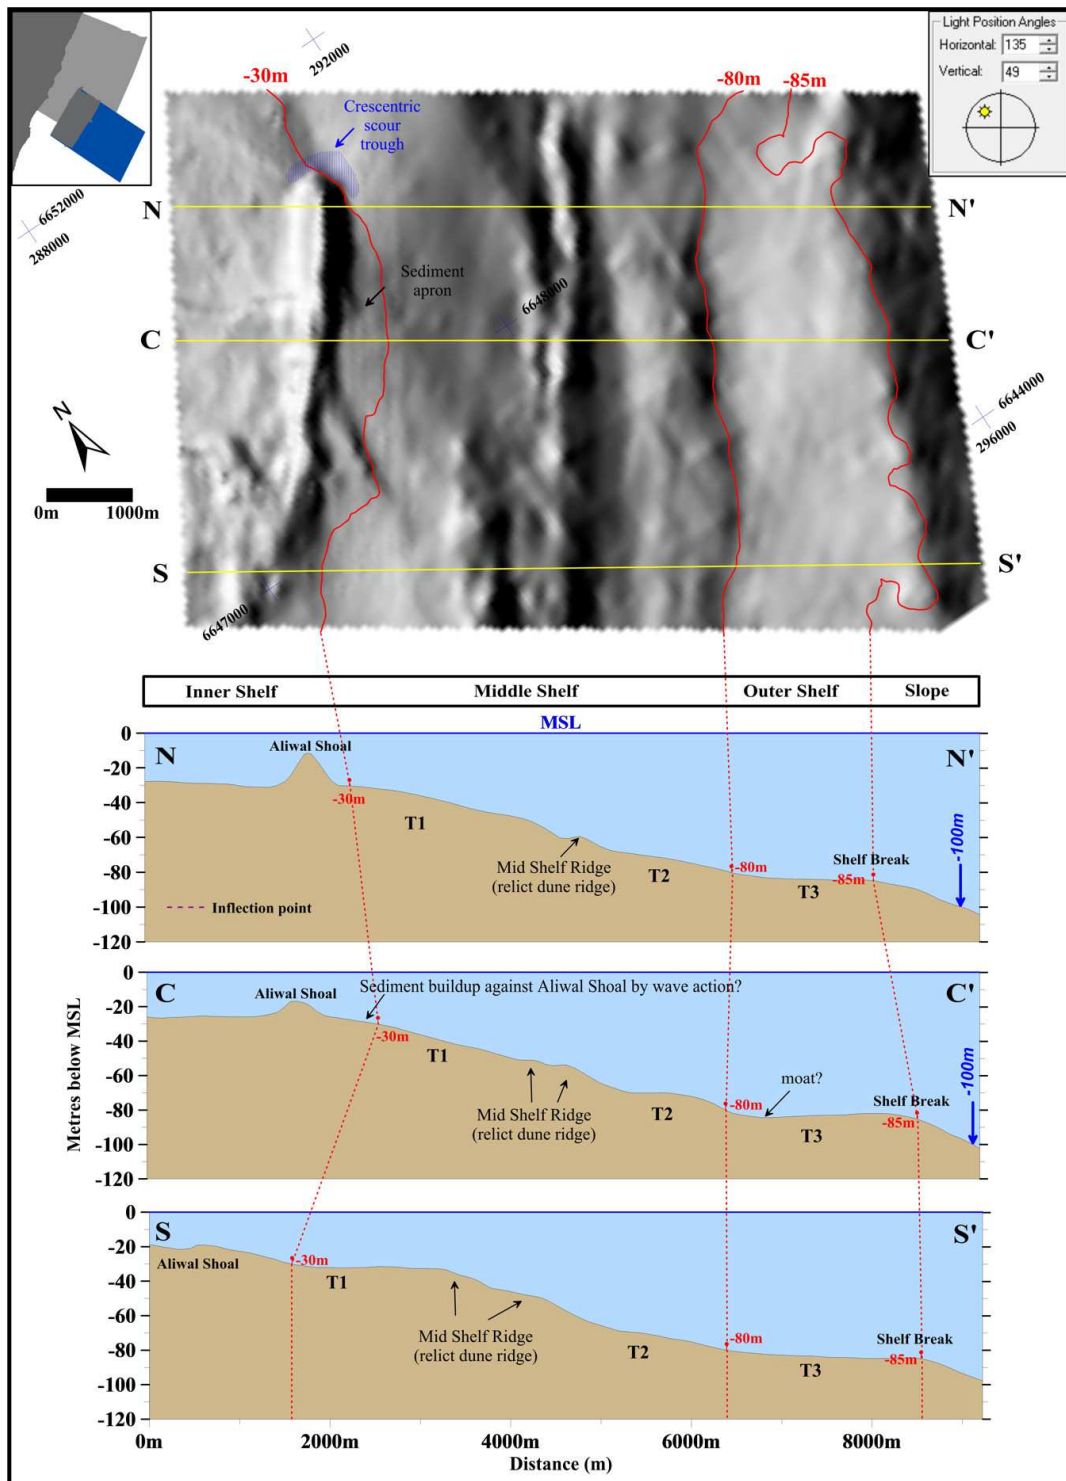 Light Position Angles
Horizontal: 135
Vertical: 49
292000
-30m
-80m
-85m
Crescentric
scour
trough
6652000
288000
N
N'
Sediment
apron
6648000
C
C'
6644000
296000
N
0m 1000m
S
S'
6647000
Inner Shelf
Middle Shelf
Outer Shelf
Slope
MSL
0
-20
-40
-60
-80
-100
-120
N
N'
Aliwal Shoal
-30m
T1
Mid Shelf Ridge
(relict dune ridge)
T2
-80m
T3
Shelf Break
-85m
-100m
Inflection point
Metres below MSL
0
-20
-40
-60
-80
-100
-120
C
C'
Aliwal Shoal
Sediment buildup against Aliwal Shoal by wave action?
-30m
T1
Mid Shelf Ridge
(relict dune ridge)
T2
-80m
moat?
T3
Shelf Break
-85m
-100m
0
-20
-40
-60
-80
-100
-120
S
S'
Aliwal Shoal
-30m
T1
Mid Shelf Ridge
(relict dune ridge)
T2
-80m
T3
Shelf Break
-85m
0m 2000m 4000m 6000m 8000m
Distance (m)